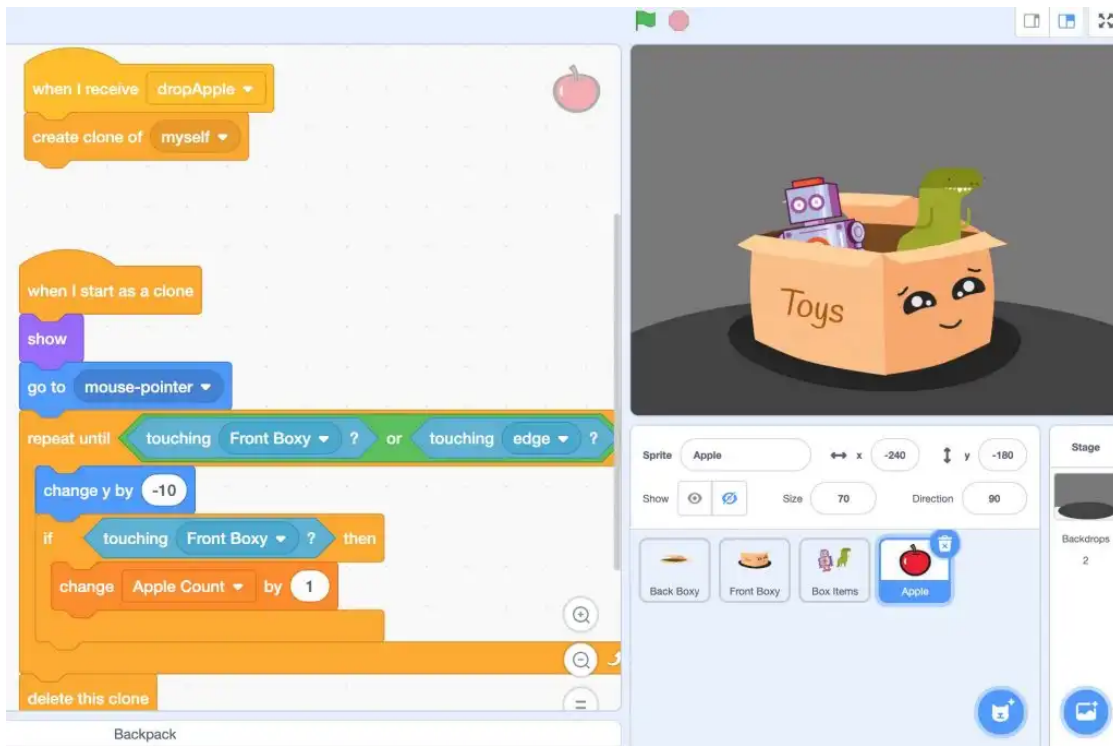 when I receive dropApple
create clone of myself
when I start as a clone
show
go to mouse-pointer
repeat until touching Front Boxy ? or touching edge ?
change y by -10
if touching Front Boxy ? then
change Apple Count by 1
delete this clone
Backpack
Toys
Sprite Apple x -240 y -180
Show Size 70 Direction 90
Back Boxy Front Boxy Box Items Apple
Stage
Backdrops
2